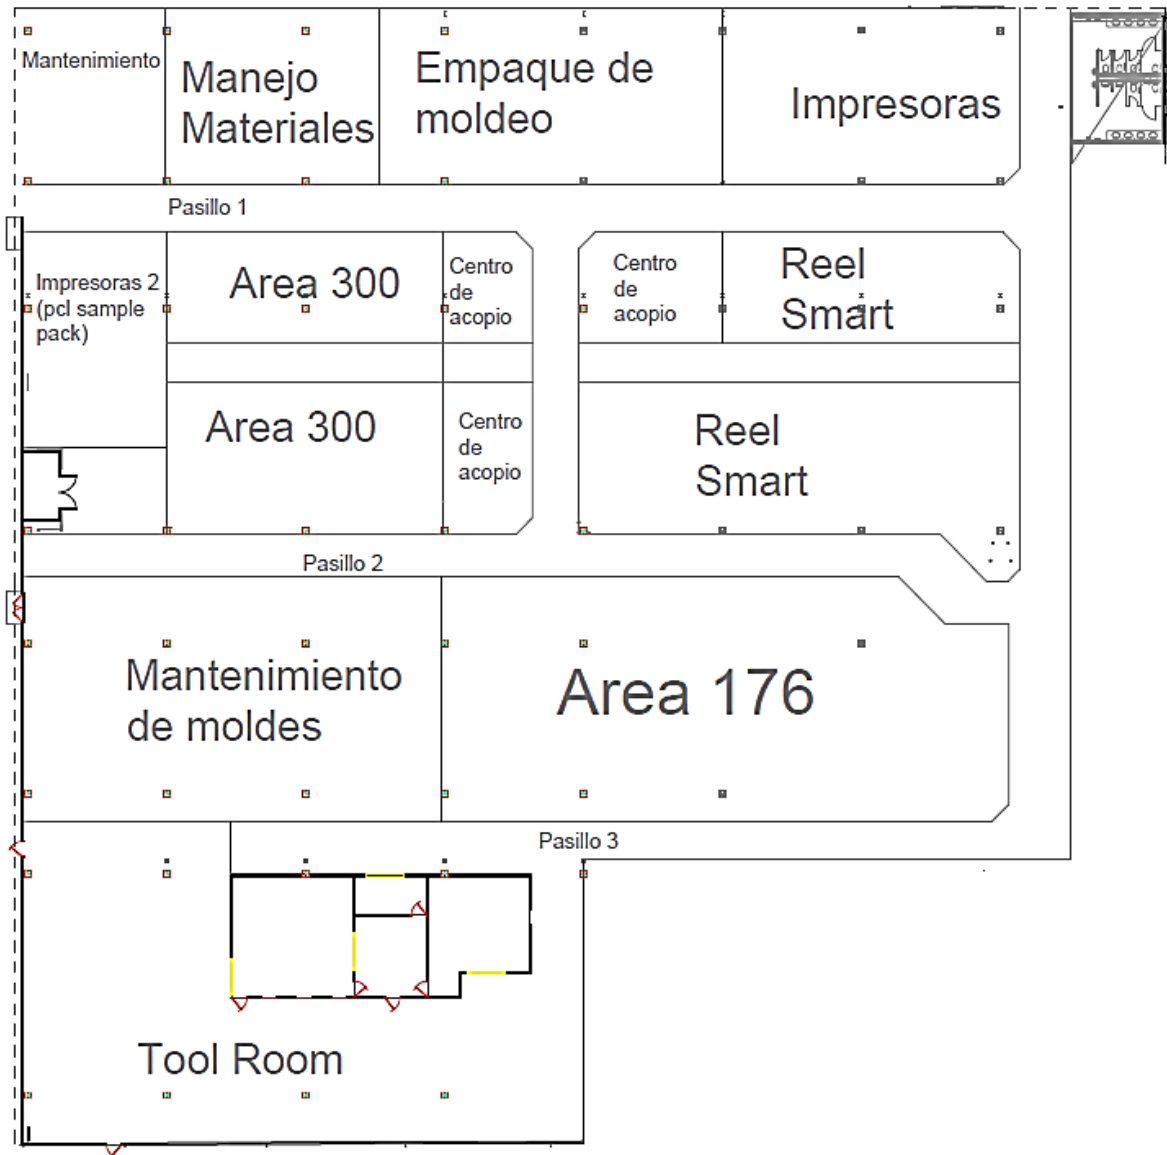 Mantenimiento
Manejo
Materiales
Empaque de
moldeo
Impresoras
Pasillo 1
Impresoras 2
(pcl sample
pack)
Area 300
Centro
de
acopio
Centro
de
acopio
Reel
Smart
Area 300
Centro
de
acopio
Reel
Smart
Pasillo 2
Mantenimiento
de moldes
Area 176
Pasillo 3
Tool Room